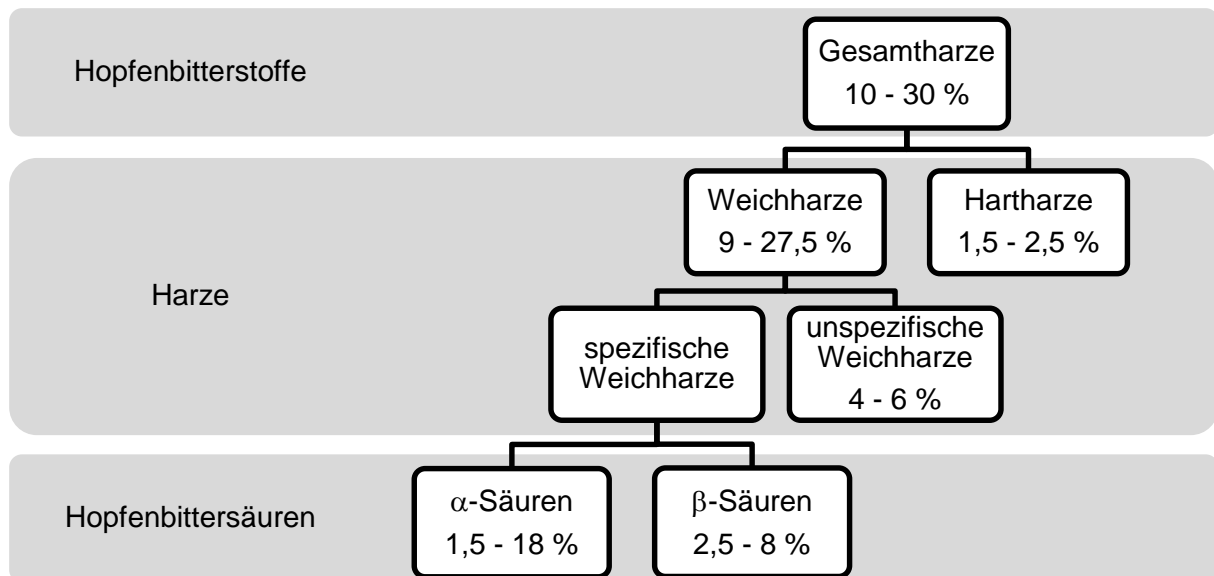 Hopfenbitterstoffe
Gesamtharze
10 - 30 %
Harze
Weichharze
9 - 27,5 %
Hartharze
1,5 - 2,5 %
spezifische
Weichharze
unspezifische
Weichharze
4 - 6 %
Hopfenbittersäuren
α-Säuren
1,5 - 18 %
β-Säuren
2,5 - 8 %